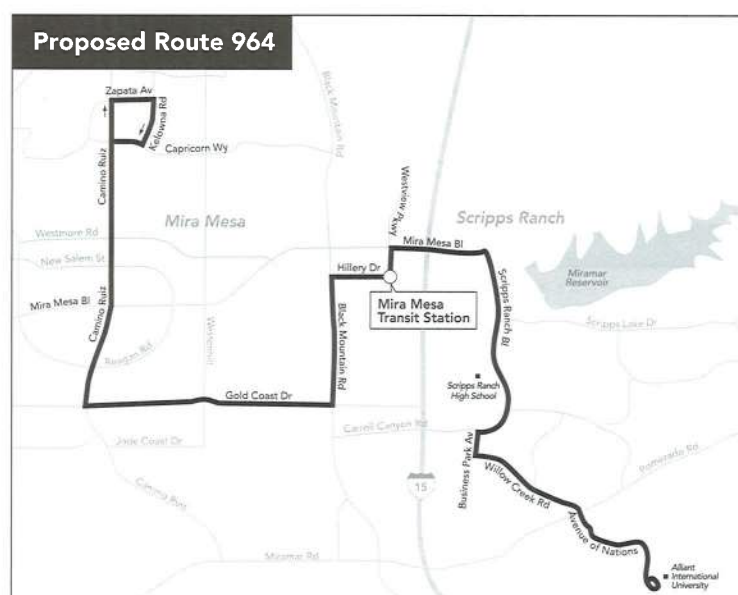 Proposed Route 964
Zapata Av
Kelowna Rd
Capricorn Wy
Black Mountain Rd
Camino Ruiz
Westview Pkwy
Mira Mesa
Scripps Ranch
Westmore Rd
Mira Mesa Bl
New Salem St
Hillery Dr
Miramar
Reservoir
Mira Mesa Bl
Mira Mesa
Transit Station
Camino Ruiz
Reagan Rd
Westonhill
Black Mountain Rd
Scripps Ranch Bl
Scripps Lake Dr
Scripps Ranch
High School
Gold Coast Dr
Carroll Canyon Rd
Jade Coast Dr
Business Park Av
Pomerado Rd
Willow Creek Rd
15
Avenue of Nations
Miramar Rd
Alliant
International
University